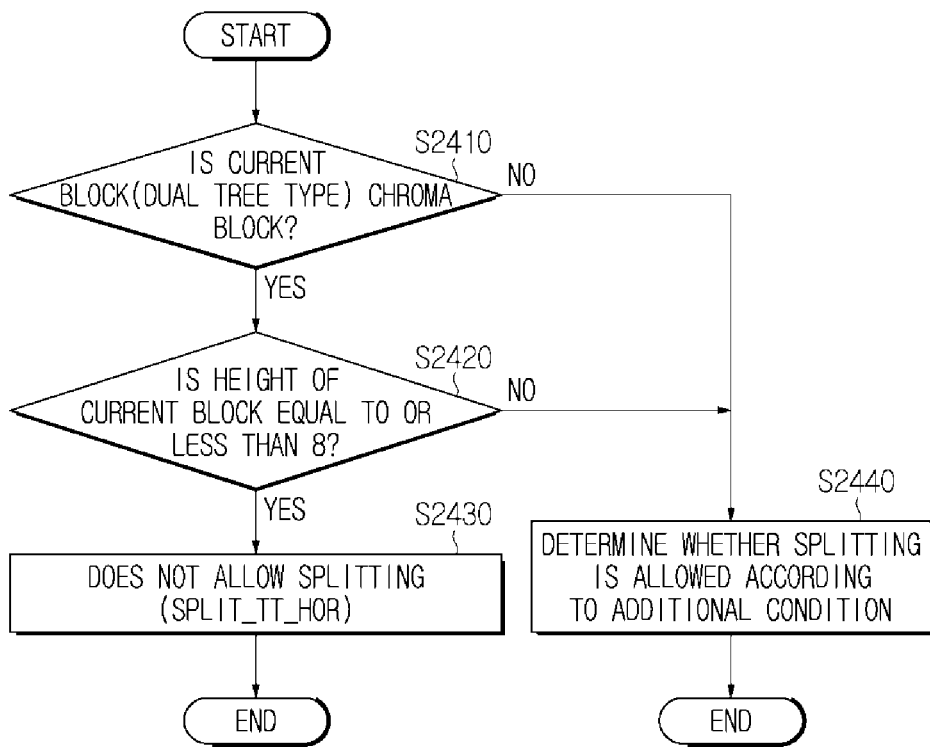 START
S2410
IS CURRENT
BLOCK(DUAL TREE TYPE) CHROMA
BLOCK?
NO
YES
S2420
IS HEIGHT OF
CURRENT BLOCK EQUAL TO OR
LESS THAN 8?
NO
YES
S2430
DOES NOT ALLOW SPLITTING
(SPLIT_TT_HOR)
S2440
DETERMINE WHETHER SPLITTING
IS ALLOWED ACCORDING
TO ADDITIONAL CONDITION
END
END